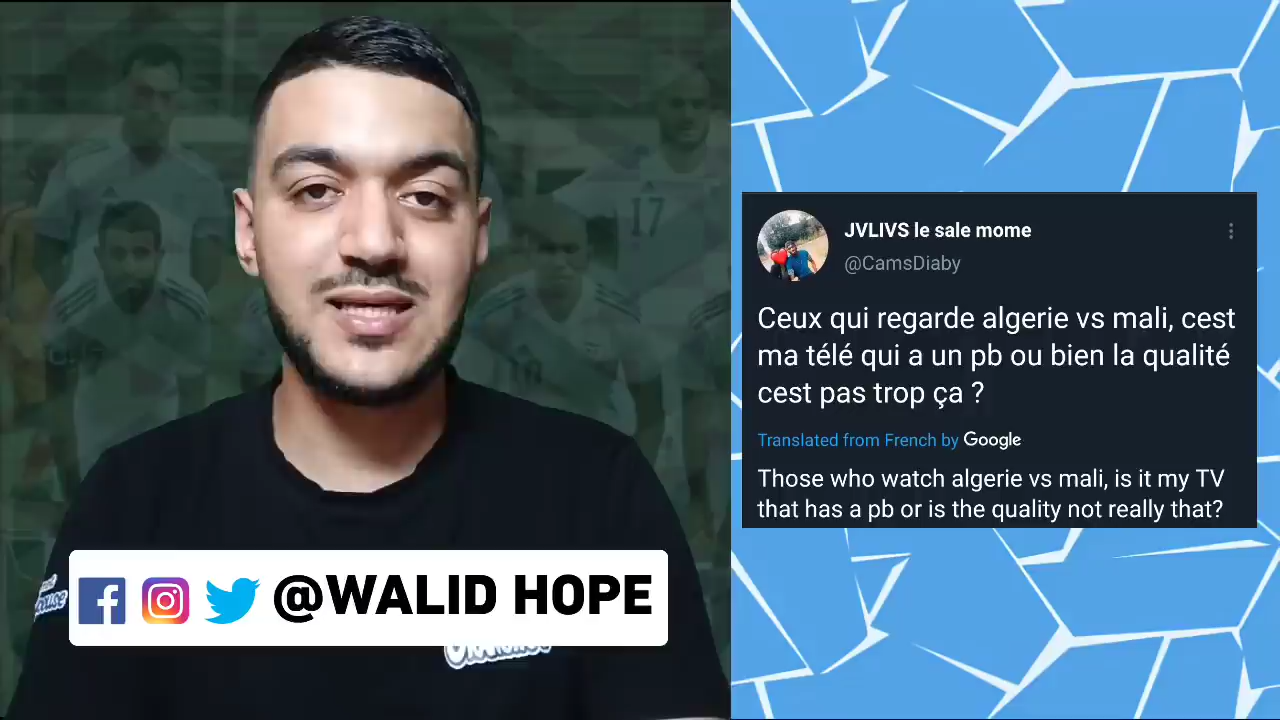 17
@WALID HOPE
JVLIVS le sale mome
@CamsDiaby
Ceux qui regarde algerie vs mali, cest
ma télé qui a un pb ou bien la qualité
cest pas trop ça ?
Translated from French by Google
Those who watch algerie vs mali, is it my TV
that has a pb or is the quality not really that?